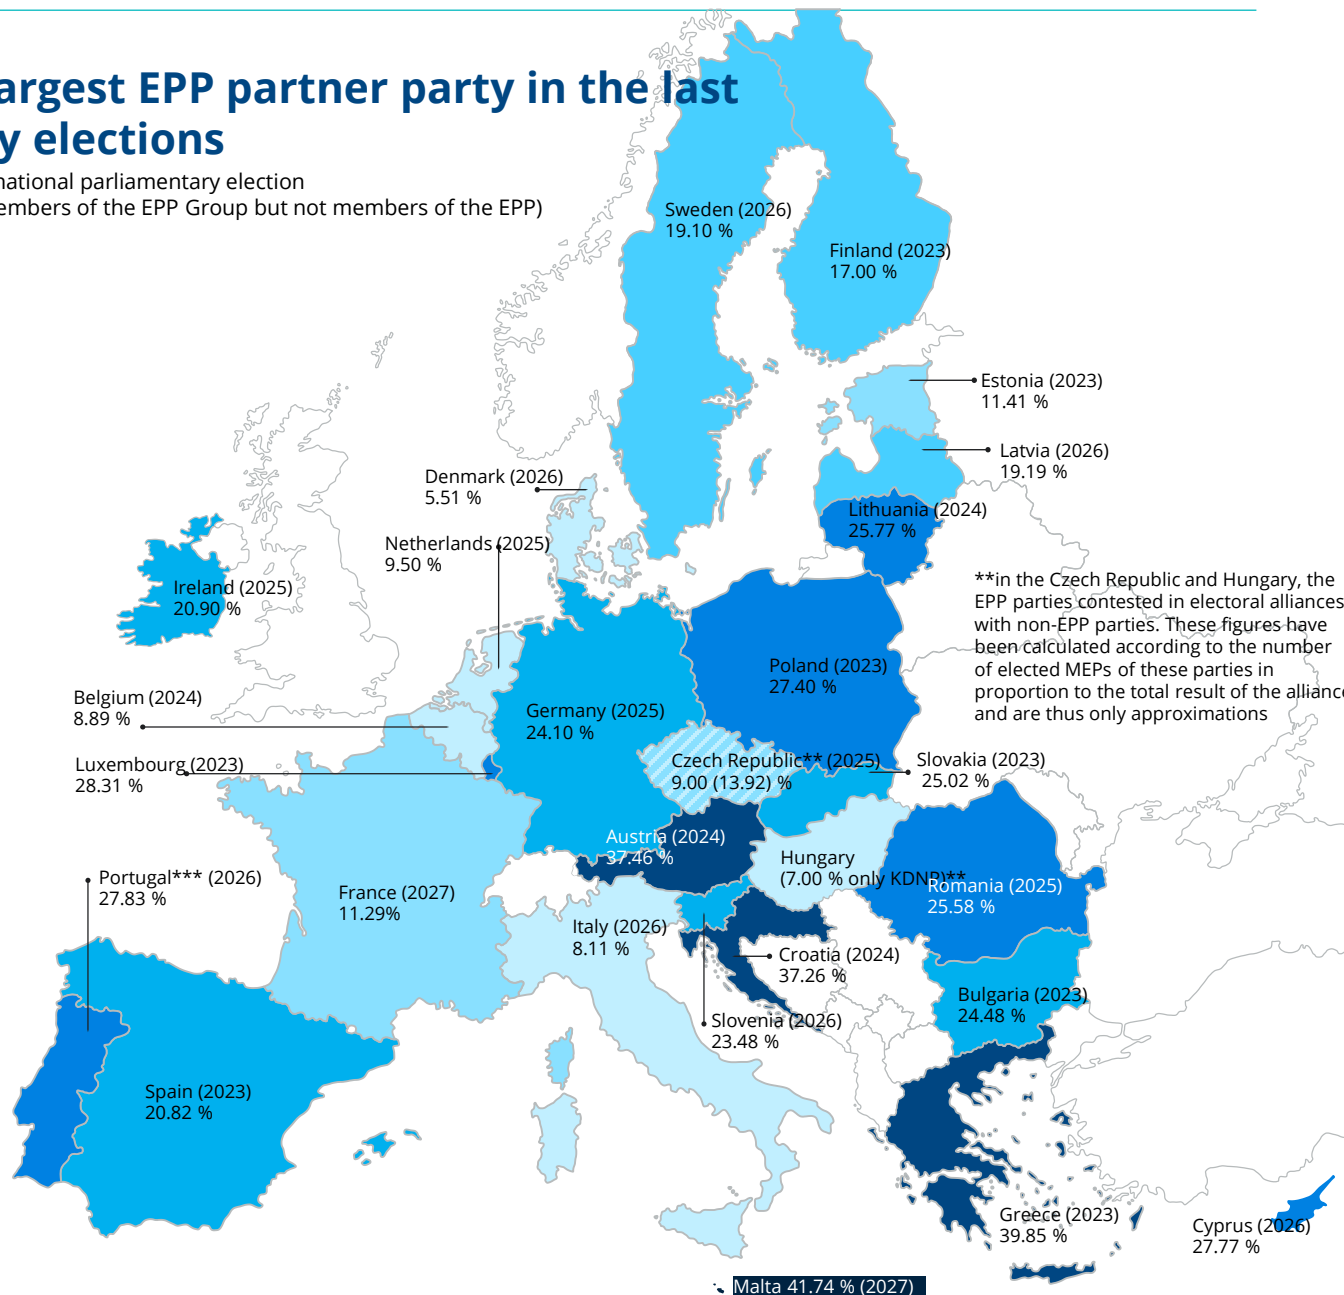 argest EPP partner party in the last
y elections
national parliamentary election
embers of the EPP Group but not members of the EPP)
Sweden (2026)
19.10 %
Finland (2023)
17.00 %
Estonia (2023)
11.41 %
Latvia (2026)
19.19 %
Denmark (2026)
5.51 %
Lithuania (2024)
25.77 %
Netherlands (2025)
9.50 %
Ireland (2025)
20.90 %
**in the Czech Republic and Hungary, the
EPP parties contested in electoral alliances
with non-EPP parties. These figures have
been calculated according to the number
of elected MEPs of these parties in
proportion to the total result of the alliance
and are thus only approximations
Poland (2023)
27.40 %
Belgium (2024)
8.89 %
Germany (2025)
24.10 %
Luxembourg (2023)
28.31 %
Czech Republic** (2025)
9.00 (13.92) %
Slovakia (2023)
25.02 %
Austria (2024)
37.46 %
Hungary
(7.00 % only KDNP)**
Portugal*** (2026)
27.83 %
France (2027)
11.29%
Romania (2025)
25.58 %
Italy (2026)
8.11 %
Croatia (2024)
37.26 %
Bulgaria (2023)
24.48 %
Slovenia (2026)
23.48 %
Spain (2023)
20.82 %
Greece (2023)
39.85 %
Cyprus (2026)
27.77 %
Malta 41.74 % (2027)